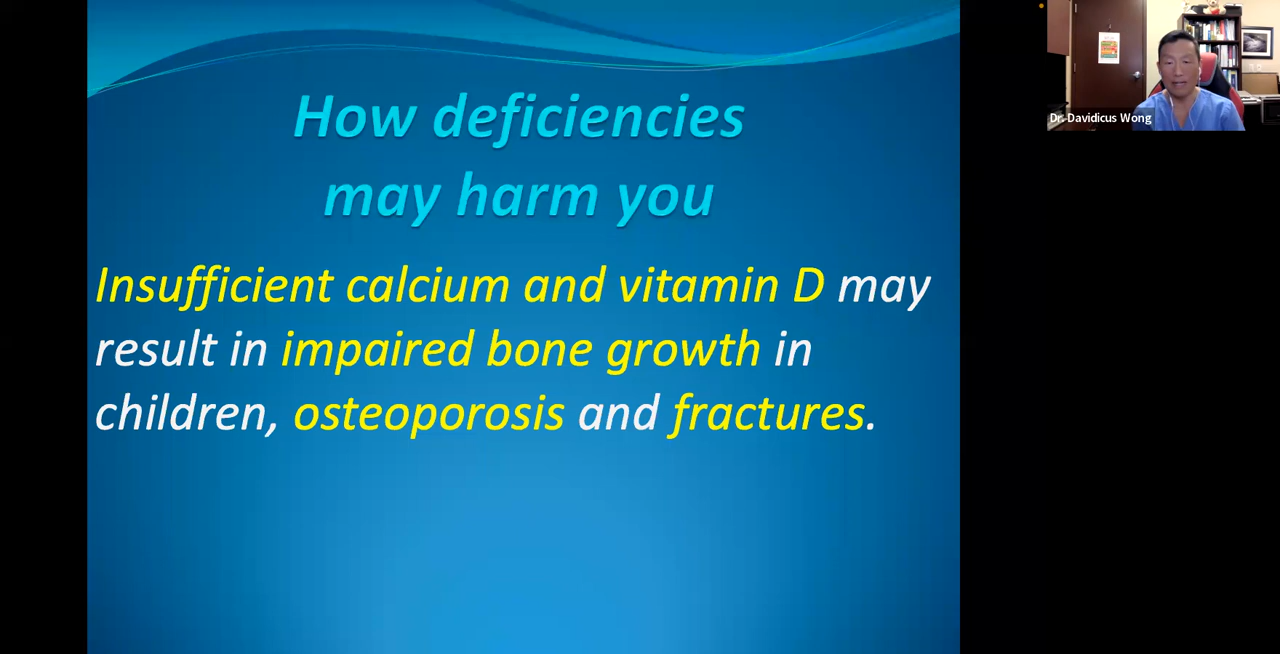 How deficiencies
may harm you
Insufficient calcium and vitamin D may
result in impaired bone growth in
children, osteoporosis and fractures.
Dr. Davidicus Wong